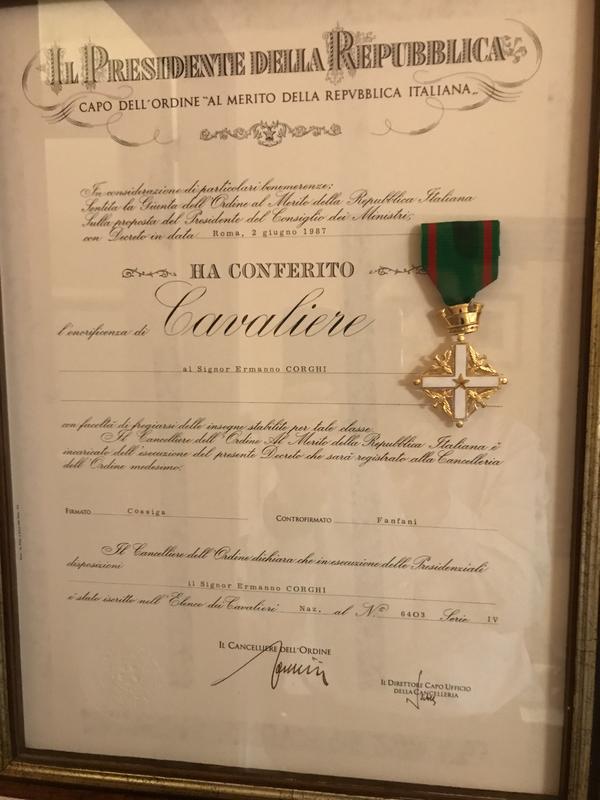 IL PRESIDENTE DELLA REPUBBLICA
CAPO DELL'ORDINE "AL MERITO DELLA REPVBBLICA ITALIANA„
In considerazione di particolari benemerenze;
Sentita la Giunta dell'Ordine al Merito della Repubblica Italiana
Sulla proposta del Presidente del Consiglio dei Ministri;
con Decreto in data Roma, 2 giugno 1987
HA CONFERITO
l'onorificenza di Cavaliere
al Signor Ermanno CORGHI
con facoltà di fregiarsi delle insegne stabilite per tale classe.
Il Cancelliere dell'Ordine Al Merito della Repubblica Italiana è
incaricato dell'esecuzione del presente Decreto che sarà registrato alla Cancelleria
dell'Ordine medesimo.
FIRMATO Cossiga CONTROFIRMATO Fanfani
Il Cancelliere dell'Ordine dichiara che in esecuzione delle Presidenziali
disposizioni
il Signor Ermanno CORGHI
è stato iscritto nell'Elenco dei Cavalieri Naz. al N.° 6403 Serie IV
IL CANCELLIERE DELL'ORDINE
IL DIRETTORE CAPO UFFICIO
DELLA CANCELLERIA